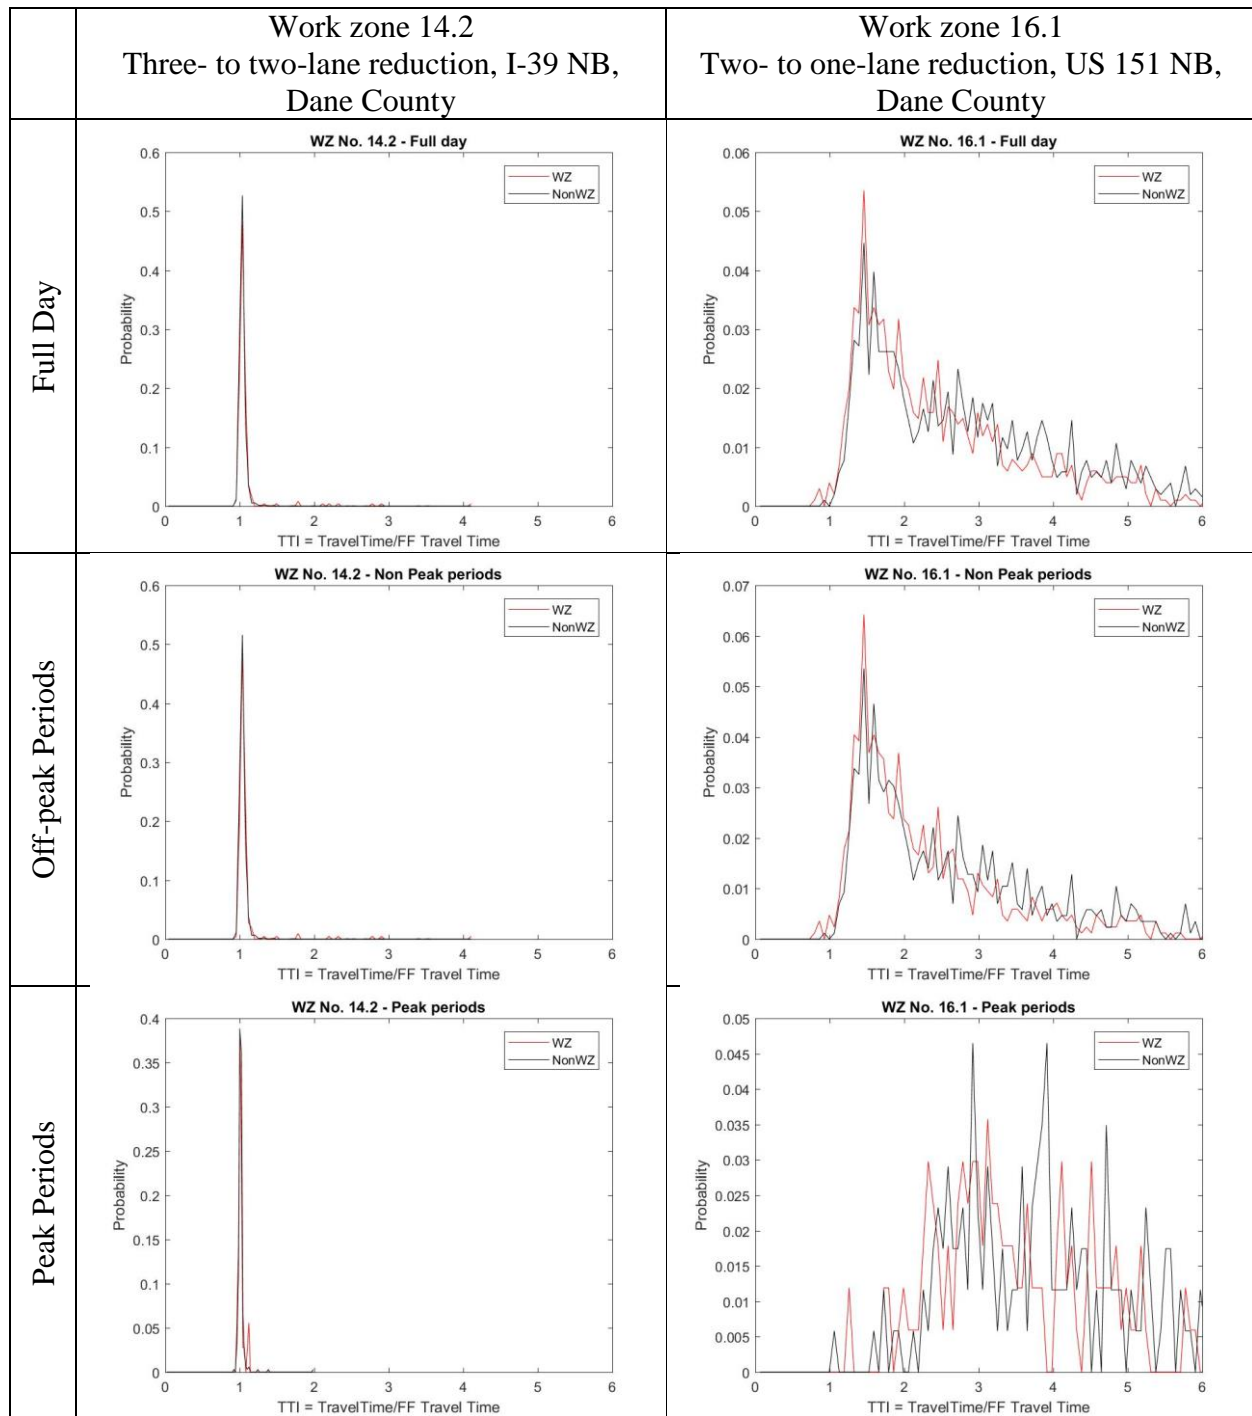 Work zone 14.2
Three- to two-lane reduction, I-39 NB,
Dane County
Work zone 16.1
Two- to one-lane reduction, US 151 NB,
Dane County
Full Day
WZ No. 14.2 - Full day
WZ
NonWZ
Probability
0.6
0.5
0.4
0.3
0.2
0.1
0
0 1 2 3 4 5 6
TTI = TravelTime/FF Travel Time
WZ No. 16.1 - Full day
WZ
NonWZ
Probability
0.06
0.05
0.04
0.03
0.02
0.01
0
0 1 2 3 4 5 6
TTI = TravelTime/FF Travel Time
Off-peak Periods
WZ No. 14.2 - Non Peak periods
WZ
NonWZ
Probability
0.6
0.5
0.4
0.3
0.2
0.1
0
0 1 2 3 4 5 6
TTI = TravelTime/FF Travel Time
WZ No. 16.1 - Non Peak periods
WZ
NonWZ
Probability
0.07
0.06
0.05
0.04
0.03
0.02
0.01
0
0 1 2 3 4 5 6
TTI = TravelTime/FF Travel Time
Peak Periods
WZ No. 14.2 - Peak periods
WZ
NonWZ
Probability
0.4
0.35
0.3
0.25
0.2
0.15
0.1
0.05
0
0 1 2 3 4 5 6
TTI = TravelTime/FF Travel Time
WZ No. 16.1 - Peak periods
WZ
NonWZ
Probability
0.05
0.045
0.04
0.035
0.03
0.025
0.02
0.015
0.01
0.005
0
0 1 2 3 4 5 6
TTI = TravelTime/FF Travel Time